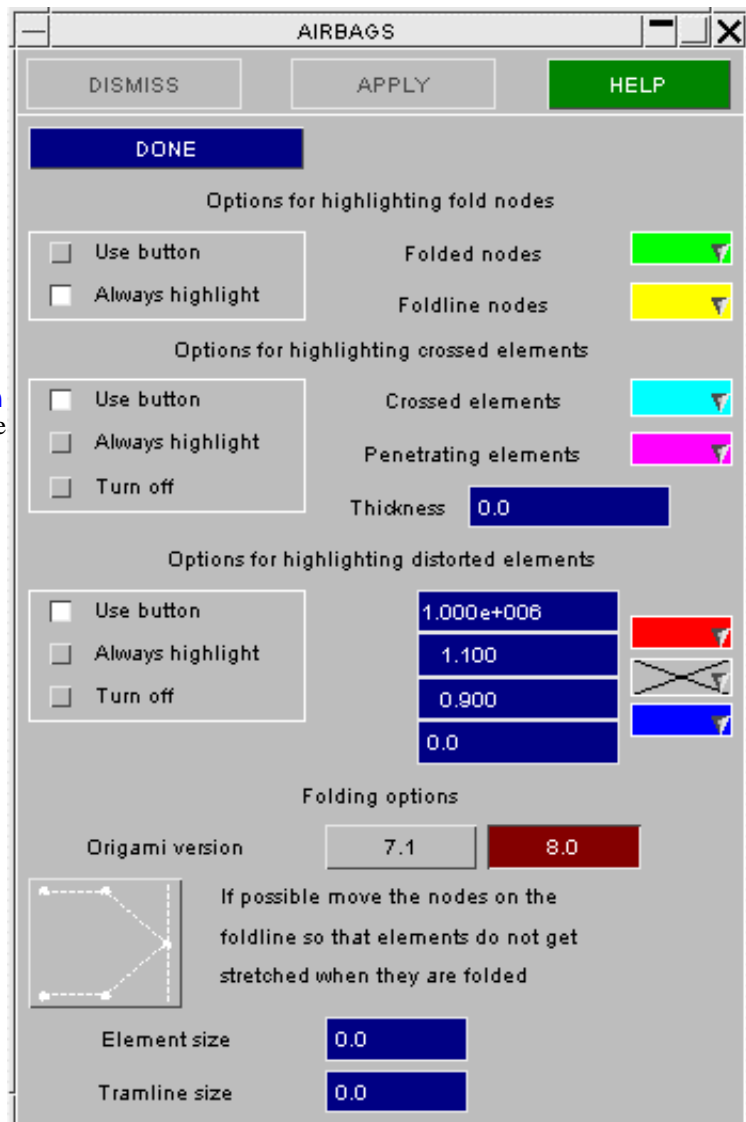 AIRBAGS
DISMISS APPLY HELP
DONE
Options for highlighting fold nodes
Use button Folded nodes
Always highlight Foldline nodes
Options for highlighting crossed elements
Use button Crossed elements
Always highlight Penetrating elements
Turn off
Thickness 0.0
Options for highlighting distorted elements
Use button 1.000e+006
Always highlight 1.100
Turn off 0.900
0.0
Folding options
Origami version 7.1 8.0
If possible move the nodes on the
foldline so that elements do not get
stretched when they are folded
Element size 0.0
Tramline size 0.0